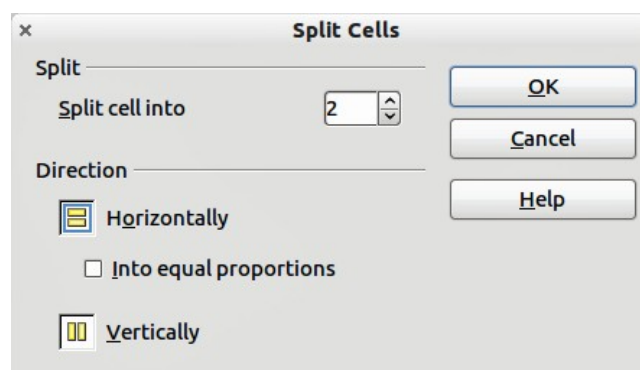 × Split Cells
Split
Split cell into 2
OK
Cancel
Direction
Help
Horizontally
Into equal proportions
Vertically